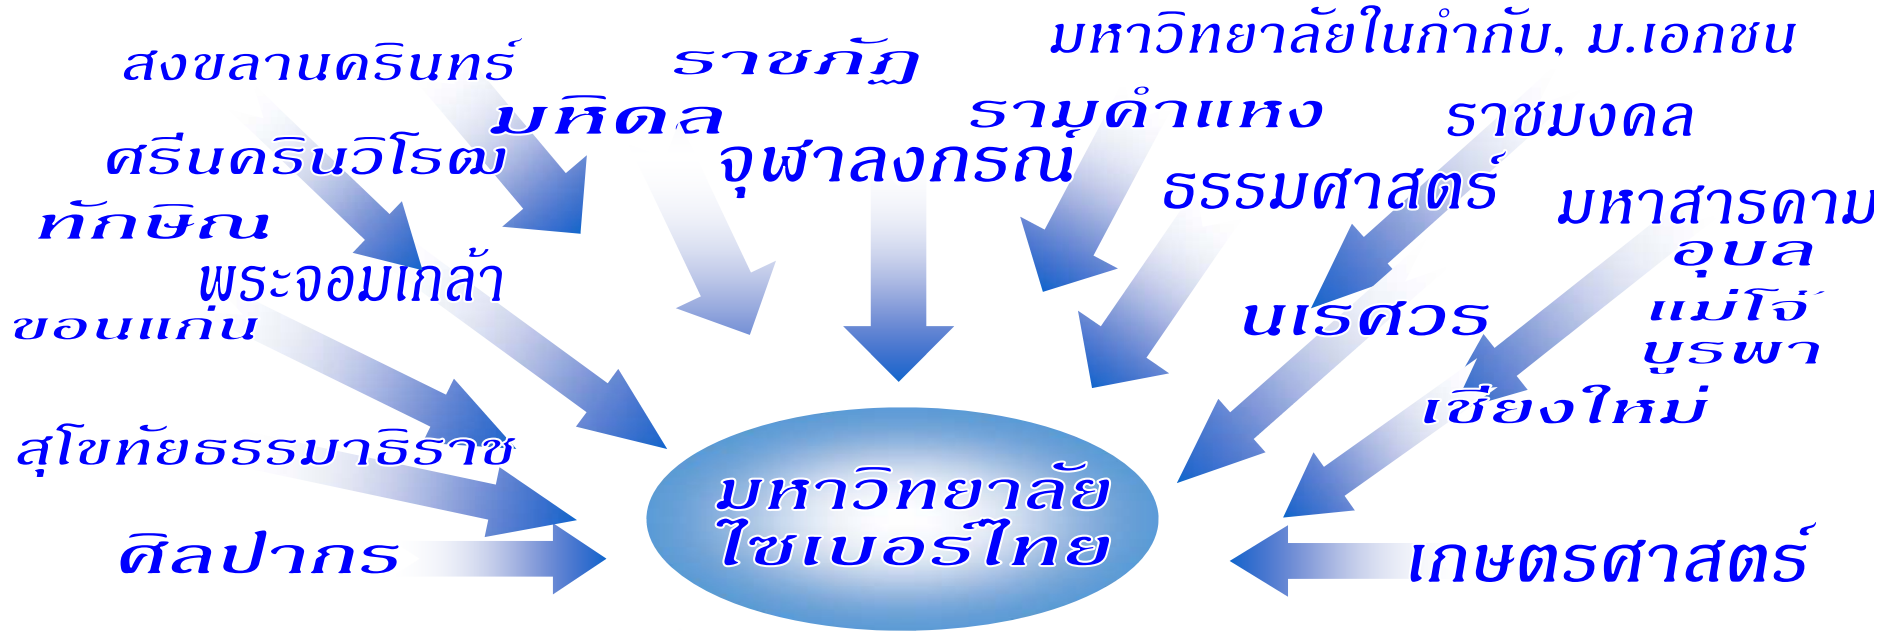 มหาวิทยาลัยในกำกับ, ม.เอกชน
สงขลานครินทร์
ราชภัฏ
มหิดล
รามคำแหง
ราชมงคล
ศรีนครินวิโรฒ
จุฬาลงกรณ์
ธรรมศาสตร์
มหาสารคาม
ทักษิณ
อุบล
พระจอมเกล้า
แม่โจ้
ขอนแก่น
นเรศวร
บูรพา
เชียงใหม่
สุโขทัยธรรมาธิราช
มหาวิทยาลัย
ไซเบอร์ไทย
ศิลปากร
เกษตรศาสตร์